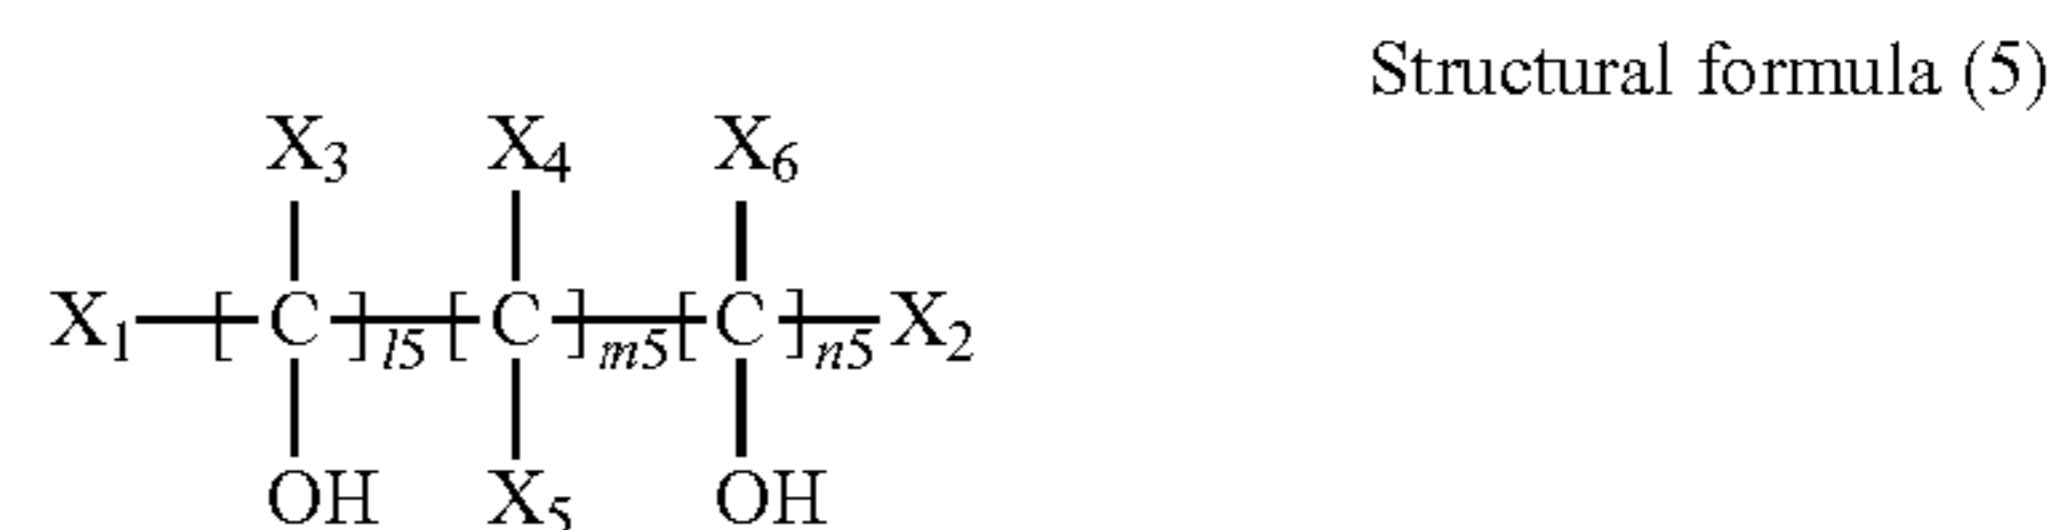 Structural formula (5)
X3 X4 X6
X1—[C]l5—[C]m5—[C]n5—X2
OH X5 OH